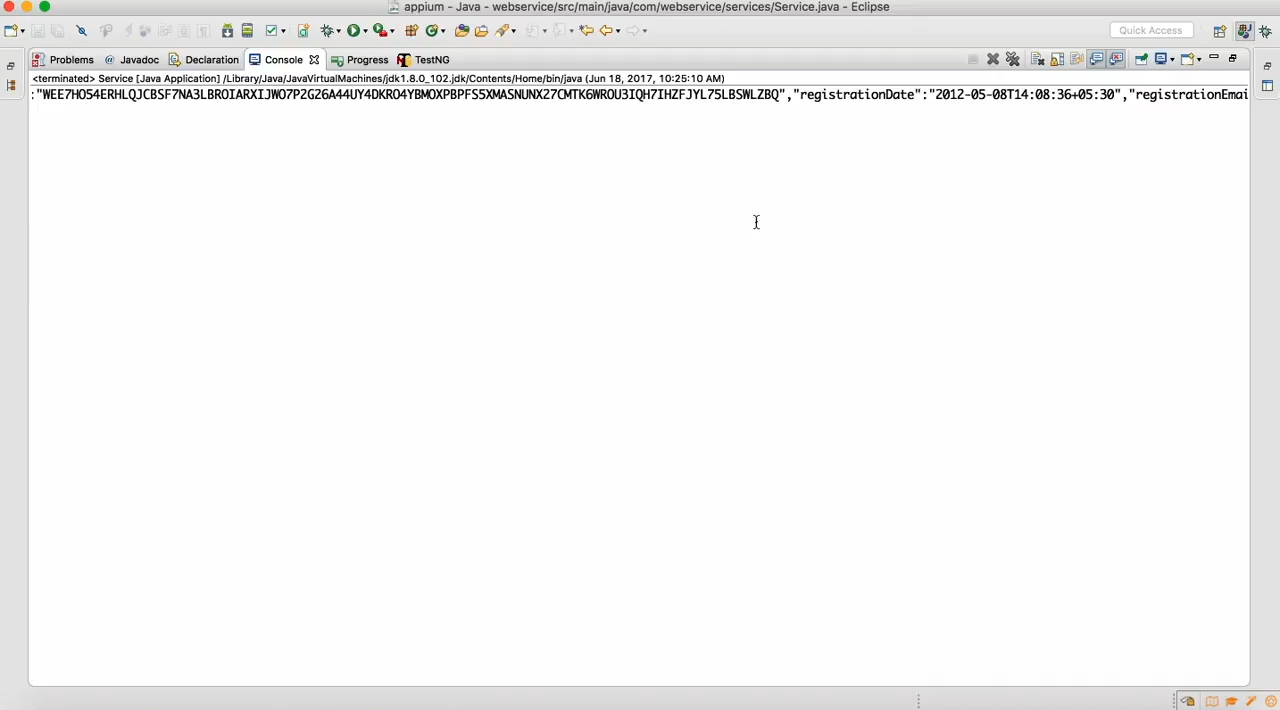 appium - Java - webservice/src/main/java/com/webservice/services/Service.java - Eclipse
Quick Access
Problems @ Javadoc Declaration Console Progress TestNG
<terminated> Service [Java Application] /Library/Java/JavaVirtualMachines/jdk1.8.0_102.jdk/Contents/Home/bin/java (Jun 18, 2017, 10:25:10 AM)
:"WEE7HO54ERHLQJCBSF7NA3LBROIARXIJWO7P2G26A44UY4DKRO4YBMOXPBPFS5XMASNUNX27CMTK6WROU3IQH7IHZFJYL75LBSWLZBQ","registrationDate":"2012-05-08T14:08:36+05:30","registrationEmai